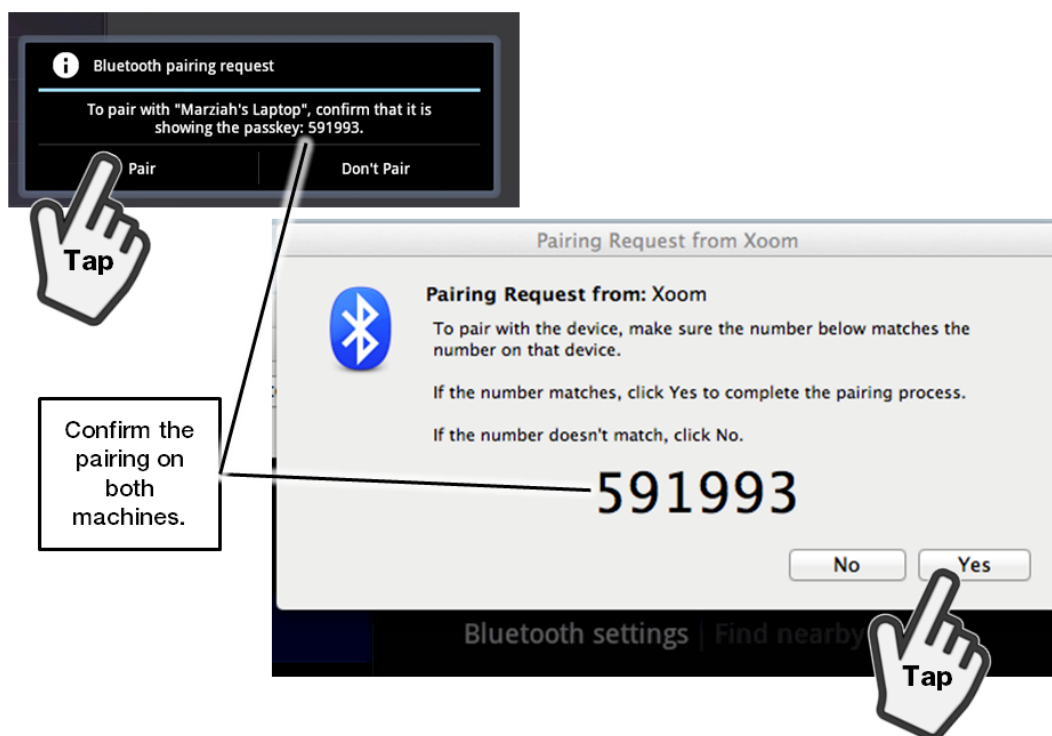 Bluetooth pairing request
To pair with "Marziah's Laptop", confirm that it is
showing the passkey: 591993.
Pair
Don't Pair
Tap
Pairing Request from Xoom
Pairing Request from: Xoom
To pair with the device, make sure the number below matches the
number on that device.
If the number matches, click Yes to complete the pairing process.
If the number doesn't match, click No.
Confirm the
pairing on
both
machines.
591993
No
Yes
Bluetooth settings
Find nearby
Tap